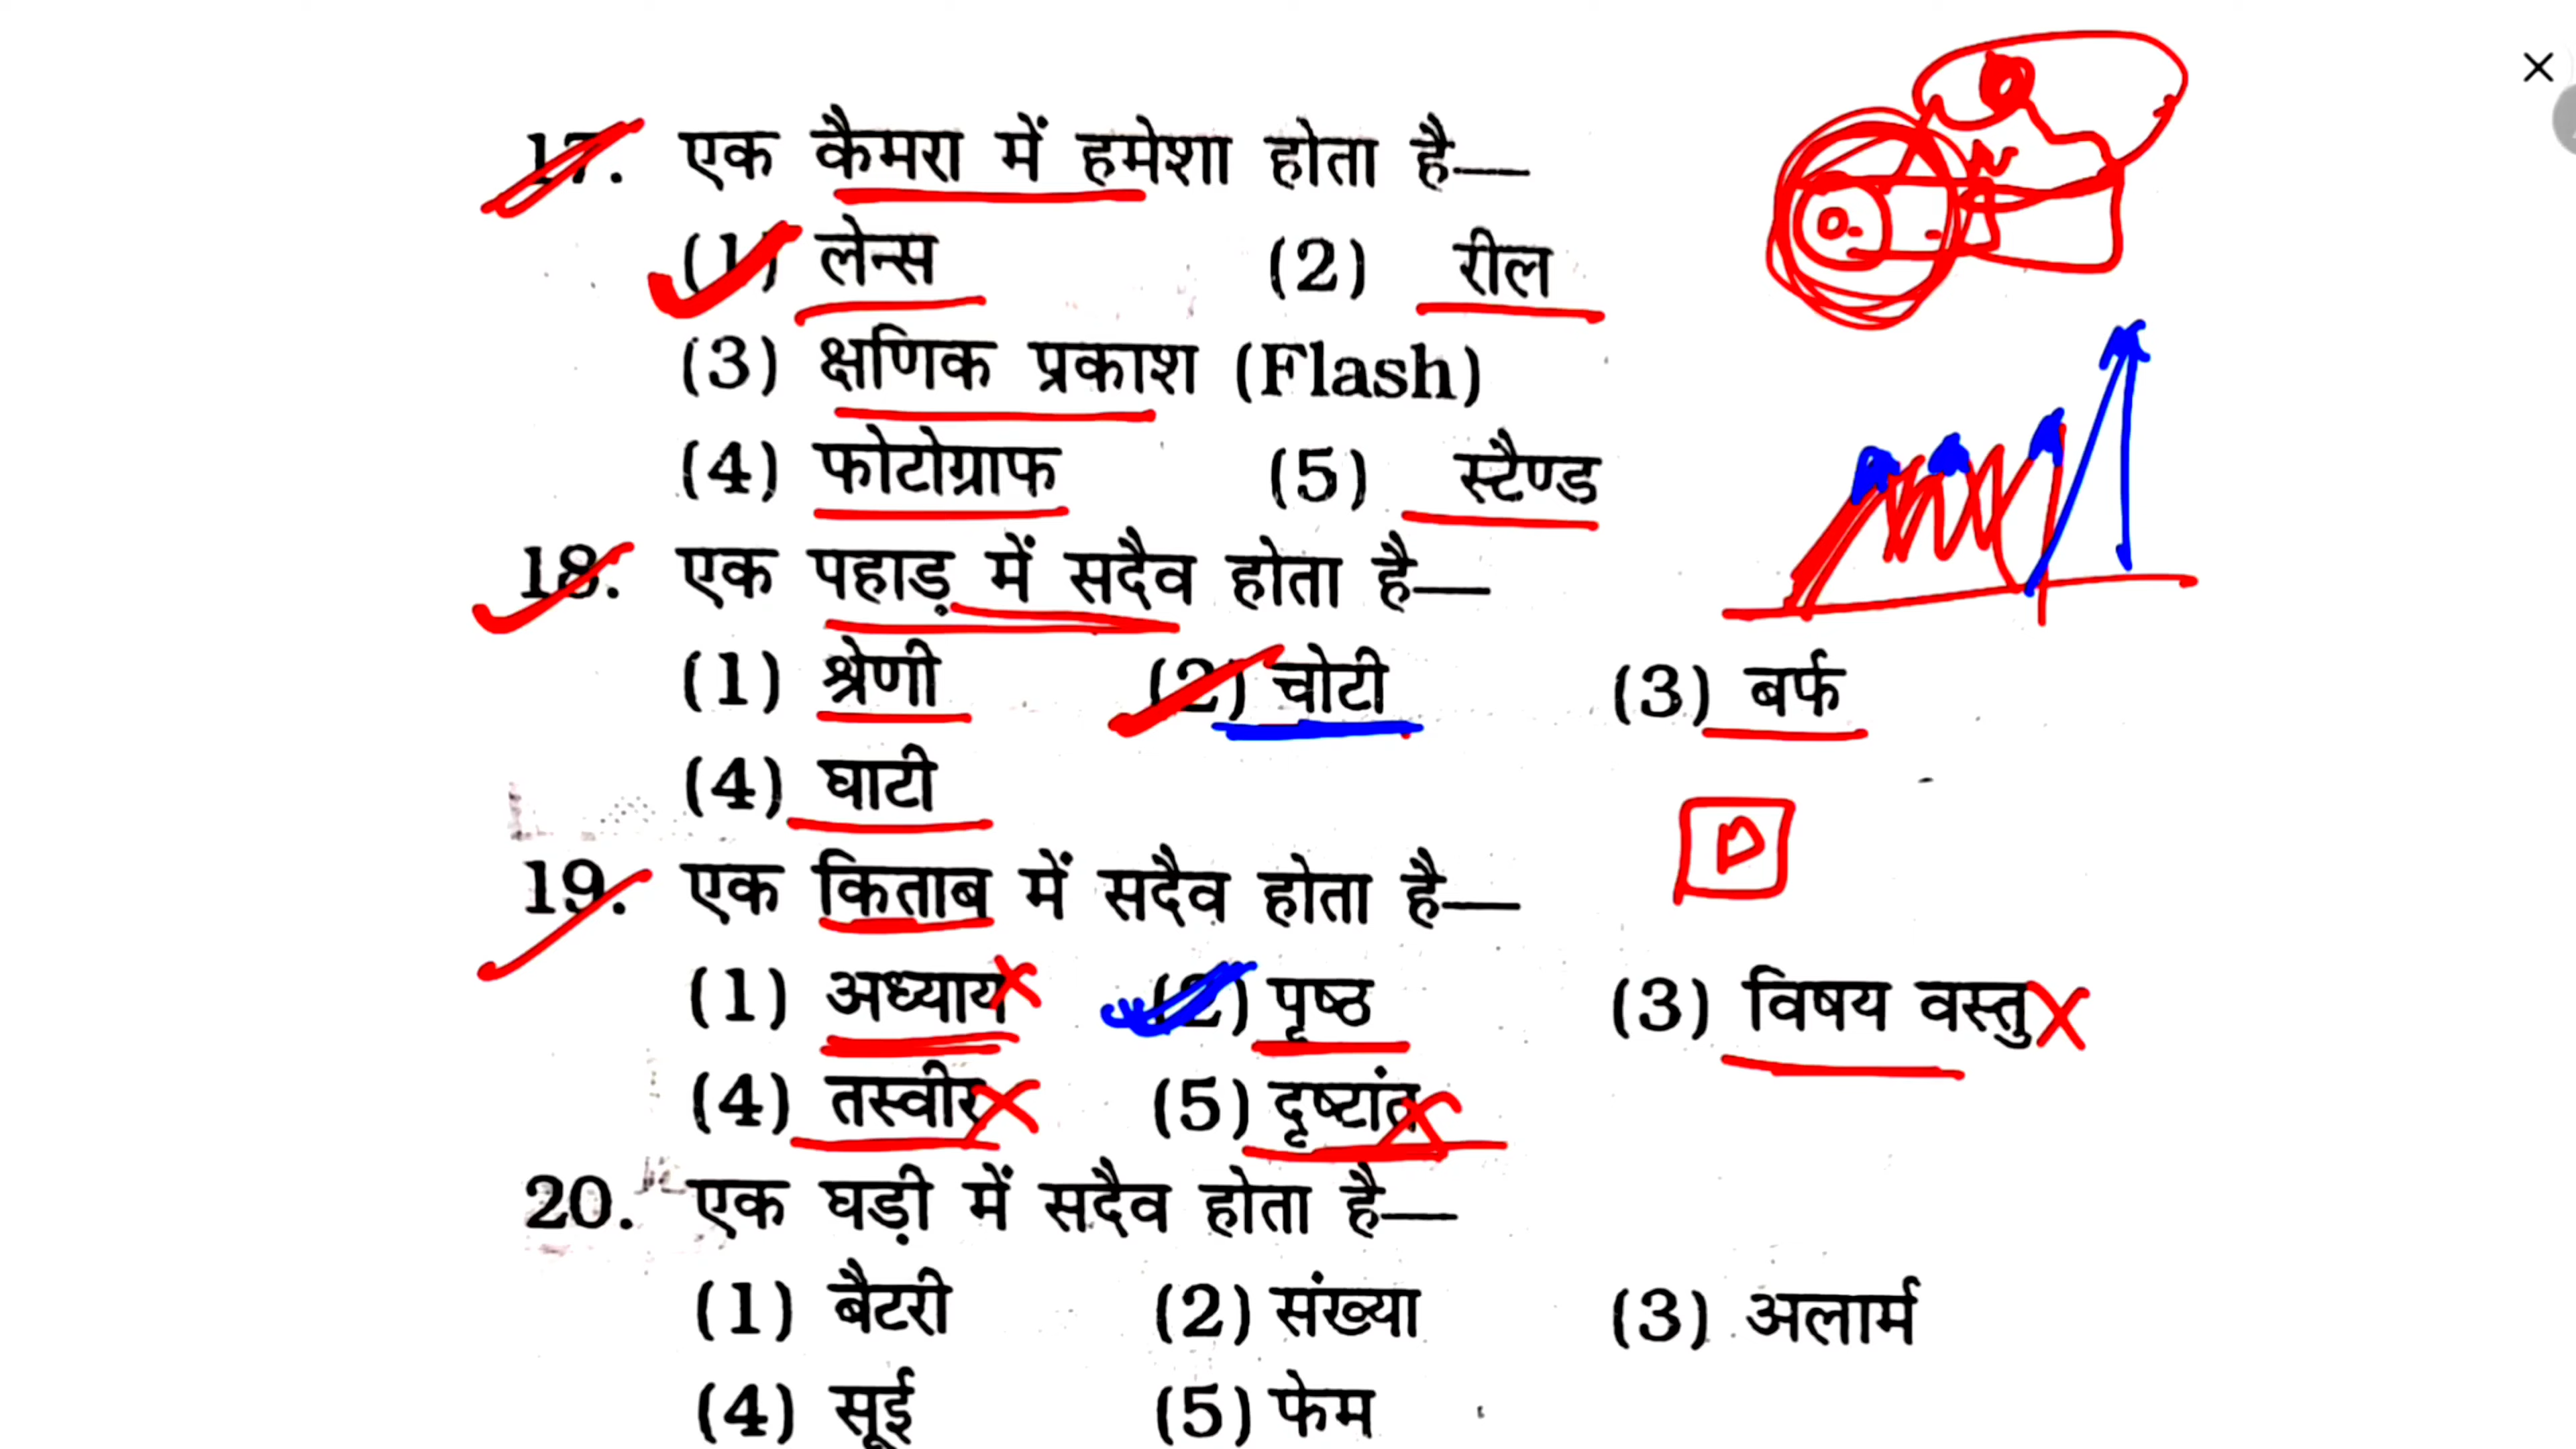 17. एक कैमरा में हमेशा होता है—
(1) लेन्स (2) रील
(3) क्षणिक प्रकाश (Flash)
(4) फोटोग्राफ (5) स्टैण्ड
18. एक पहाड़ में सदैव होता है—
(1) श्रेणी (2) चोटी (3) बर्फ
(4) घाटी
19. एक किताब में सदैव होता है—
(1) अध्याय (2) पृष्ठ (3) विषय वस्तु
(4) तस्वीर (5) दृष्टांत
20. एक घड़ी में सदैव होता है—
(1) बैटरी (2) संख्या (3) अलार्म
(4) सूई (5) फेम